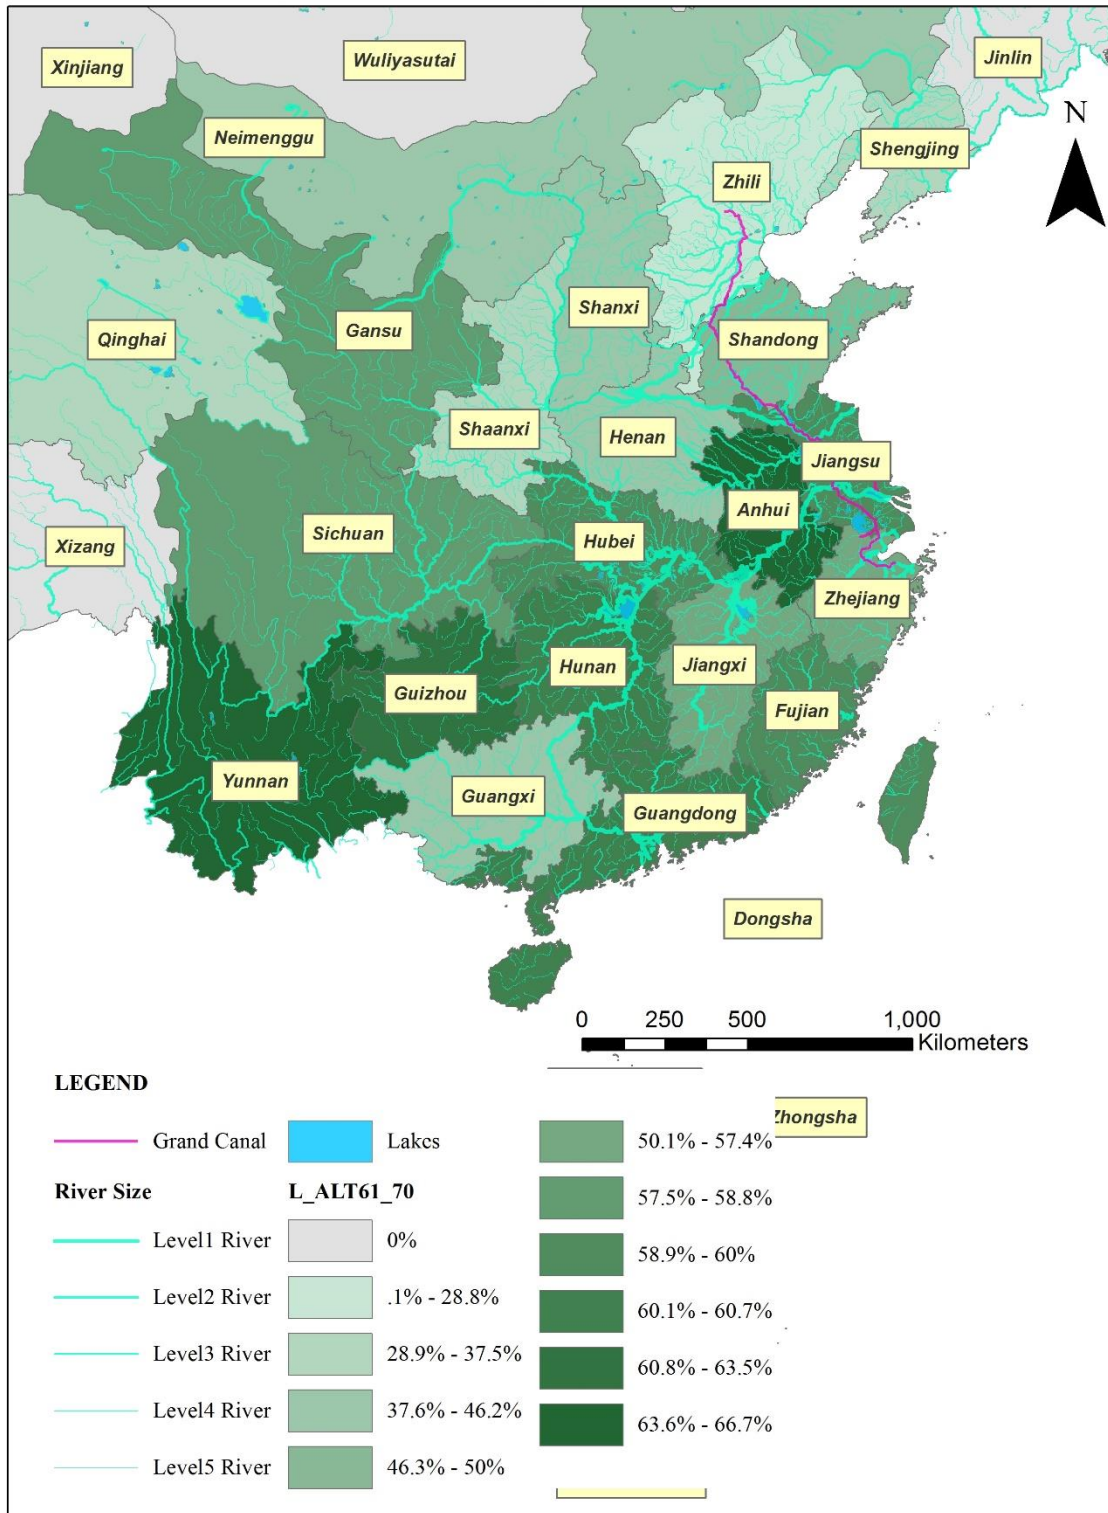 Xinjiang
Wuliyasutai
Jinlin
N
Neimenggu
Shengjing
Zhili
Qinghai
Gansu
Shanxi
Shandong
Shaanxi
Henan
Jiangsu
Anhui
Sichuan
Hubei
Xizang
Zhejiang
Hunan
Jiangxi
Guizhou
Fujian
Yunnan
Guangxi
Guangdong
Dongsha
0 250 500 1,000
Kilometers
LEGEND
Zhongsha
Grand Canal
Lakes
50.1% - 57.4%
River Size
L_ALT61_70
57.5% - 58.8%
Level1 River
0%
58.9% - 60%
Level2 River
.1% - 28.8%
60.1% - 60.7%
Level3 River
28.9% - 37.5%
60.8% - 63.5%
Level4 River
37.6% - 46.2%
63.6% - 66.7%
Level5 River
46.3% - 50%